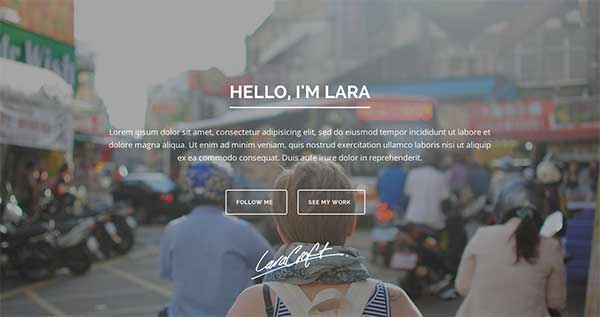 HELLO, I'M LARA
Lorem ipsum dolor sit amet, consectetur adipisicing elit, sed do eiusmod tempor incididunt ut labore et
dolore magna aliqua. Ut enim ad minim veniam, quis nostrud exercitation ullamco laboris nisi ut aliquip
ex ea commodo consequat. Duis aute irure dolor in reprehenderit.
FOLLOW ME
SEE MY WORK
LaraCroft